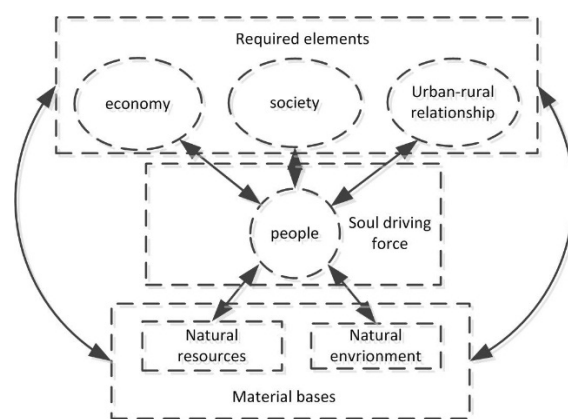 Required elements
economy
society
Urban-rural
relationship
people
Soul driving
force
Natural
resources
Natural
envrionment
Material bases